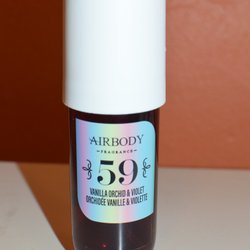 AIRBODY
FRAGRANCE
59
VANILLA ORCHID & VIOLET
ORCHIDÉE VANILLE & VIOLETTE